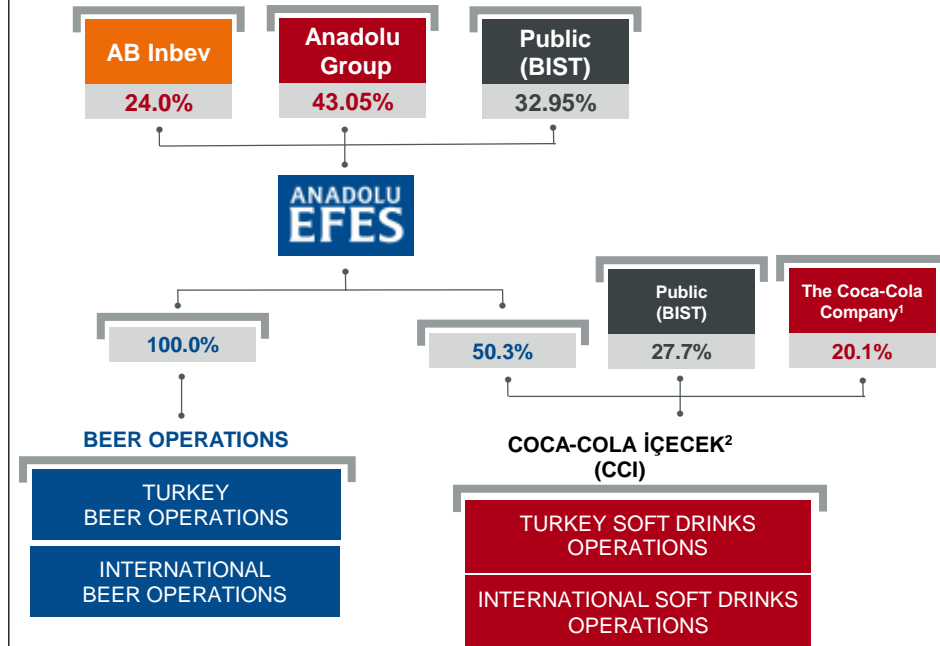 AB Inbev
24.0%
Anadolu
Group
43.05%
Public
(BIST)
32.95%
ANADOLU
EFES
100.0%
50.3%
Public
(BIST)
27.7%
The Coca-Cola
Company¹
20.1%
BEER OPERATIONS
TURKEY
BEER OPERATIONS
INTERNATIONAL
BEER OPERATIONS
COCA-COLA İÇECEK²
(CCI)
TURKEY SOFT DRINKS
OPERATIONS
INTERNATIONAL SOFT DRINKS
OPERATIONS